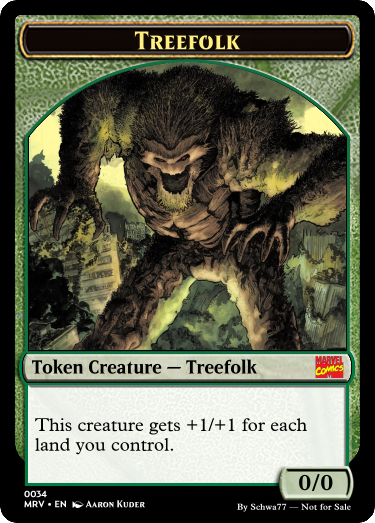 Treefolk
Token Creature — Treefolk
MARVEL
COMICS
This creature gets +1/+1 for each
land you control.
0/0
0034
MRV • EN Aaron Kuder
By Schwa77 — Not for Sale